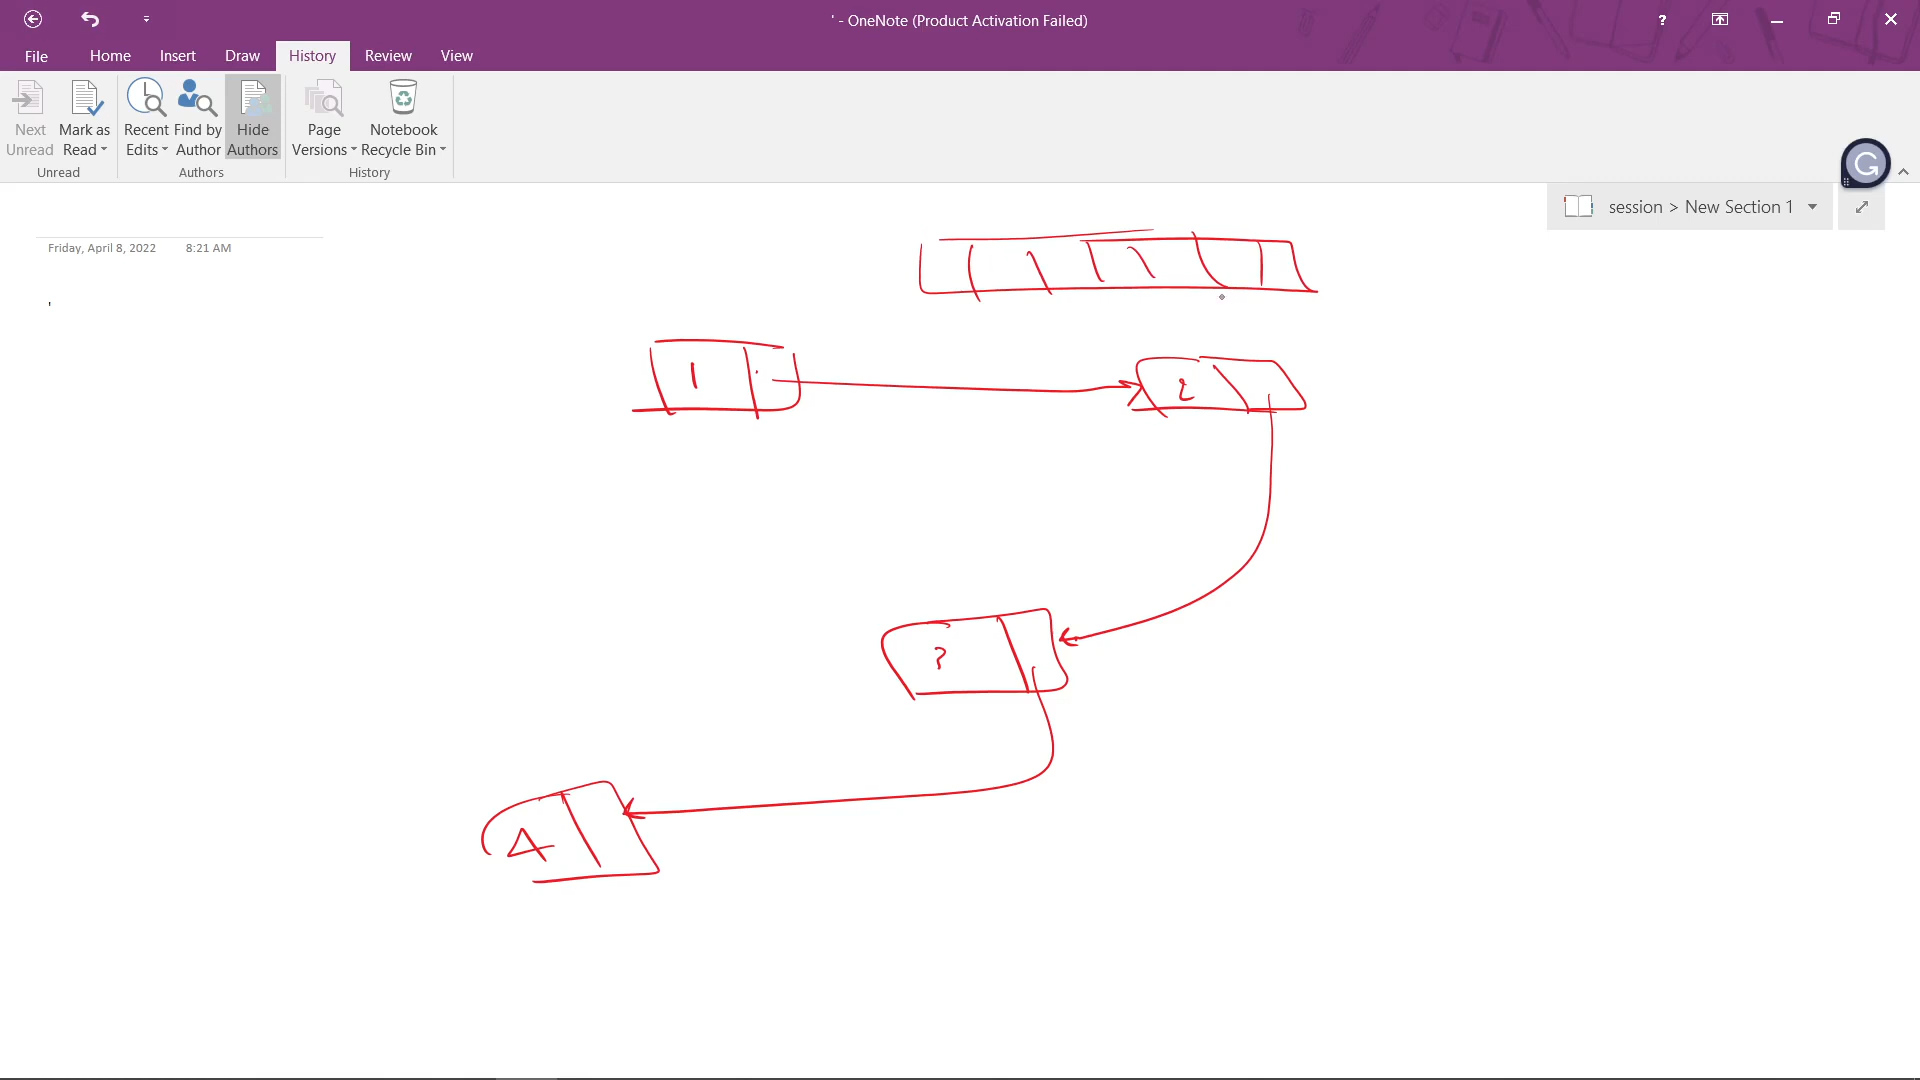 ' - OneNote (Product Activation Failed)
?
File Home Insert Draw History Review View
Next Unread
Mark as Read
Recent Edits
Find by Author
Hide Authors
Page Versions
Notebook Recycle Bin
Unread Authors History
G
session > New Section 1
Friday, April 8, 2022 8:21 AM
'
1
2
3
4